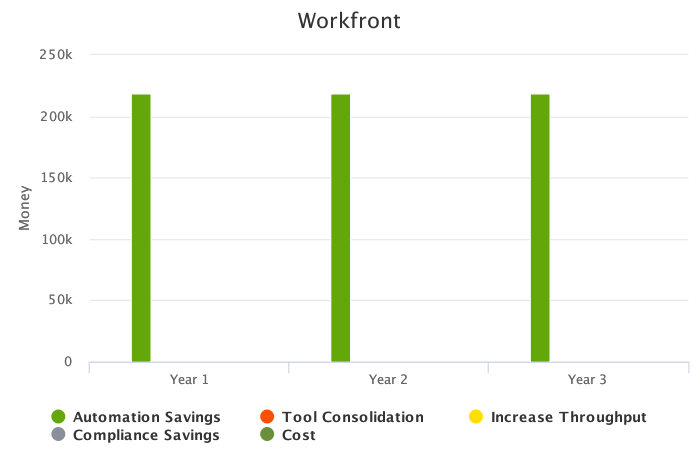 Workfront
250k
200k
150k
100k
50k
0
Money
Year 1
Year 2
Year 3
Automation Savings
Tool Consolidation
Increase Throughput
Compliance Savings
Cost